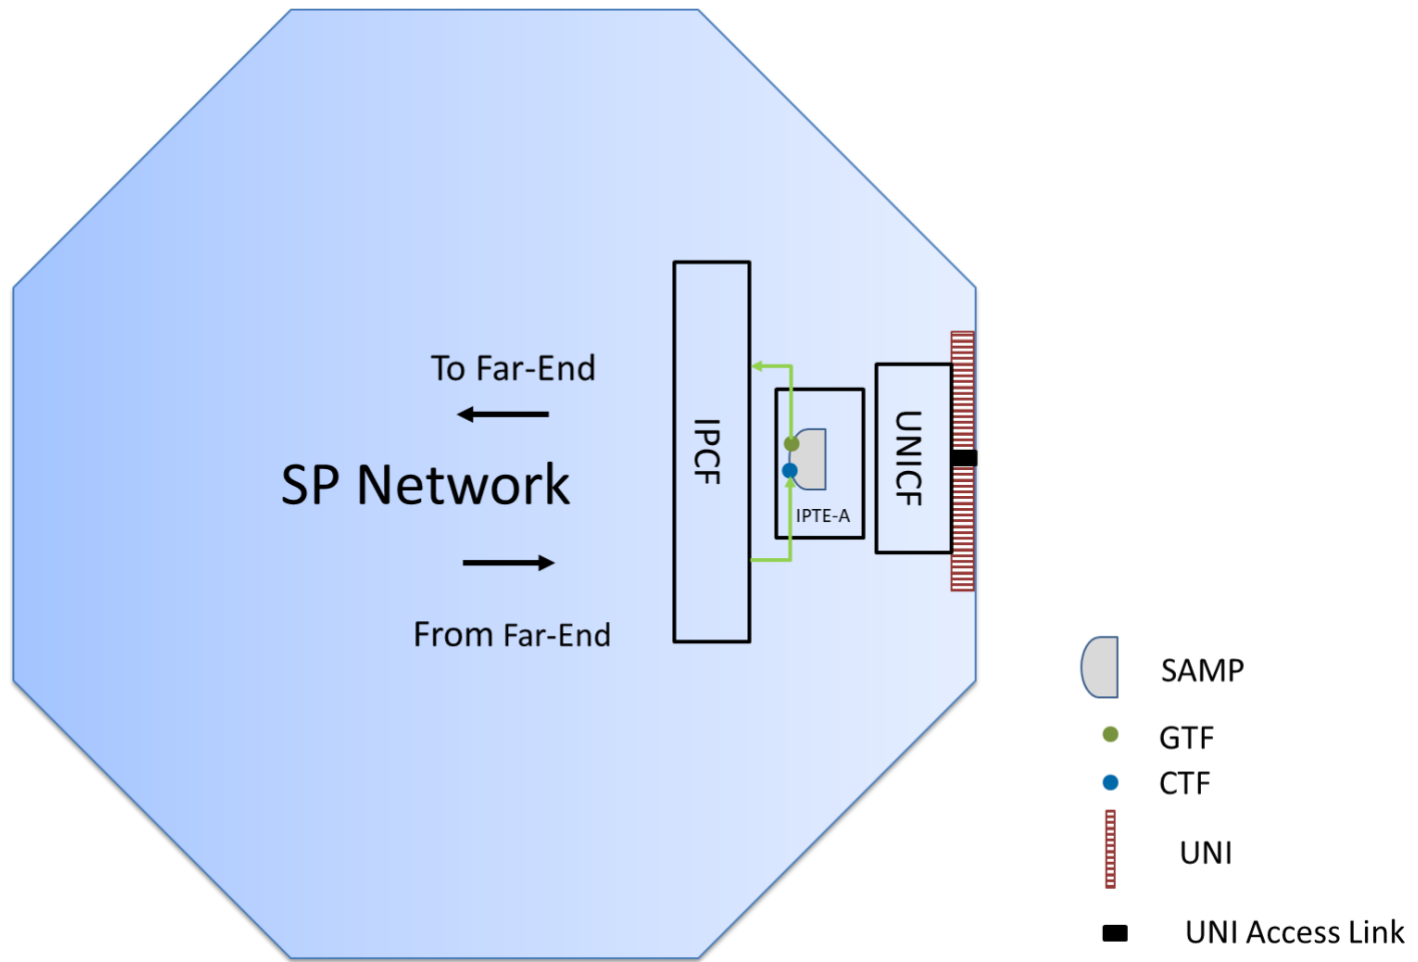 To Far-End
SP Network
From Far-End
IPCF
IPTE-A
UNICF
SAMP
GTF
CTF
UNI
UNI Access Link